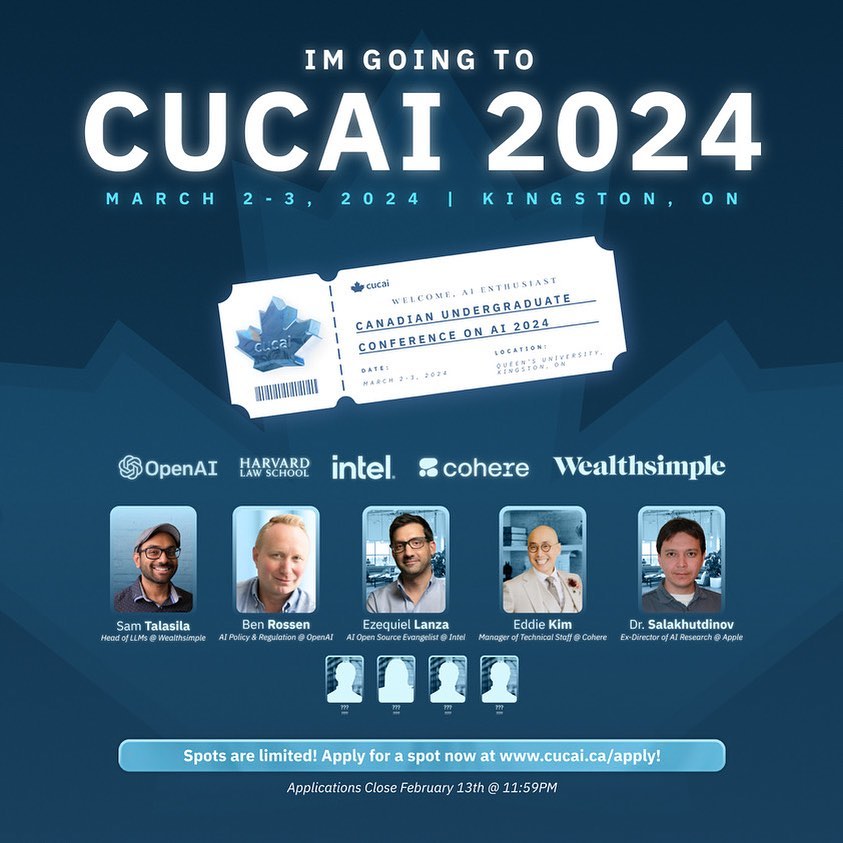 IM GOING TO
CUCAI 2024
MARCH 2-3, 2024 | KINGSTON, ON
cucai
WELCOME, AI ENTHUSIAST
CANADIAN UNDERGRADUATE
CONFERENCE ON AI 2024
cucai
DATE:
MARCH 2-3, 2024
LOCATION:
QUEEN'S UNIVERSITY,
KINGSTON, ON
OpenAI
HARVARD
LAW SCHOOL
intel.
cohere
Wealthsimple
Sam Talasila
Head of LLMs @ Wealthsimple
Ben Rossen
AI Policy & Regulation @ OpenAI
Ezequiel Lanza
AI Open Source Evangelist @ Intel
Eddie Kim
Manager of Technical Staff @ Cohere
Dr. Salakhutdinov
Ex-Director of AI Research @ Apple
???
???
???
???
Spots are limited! Apply for a spot now at www.cucai.ca/apply!
Applications Close February 13th @ 11:59PM